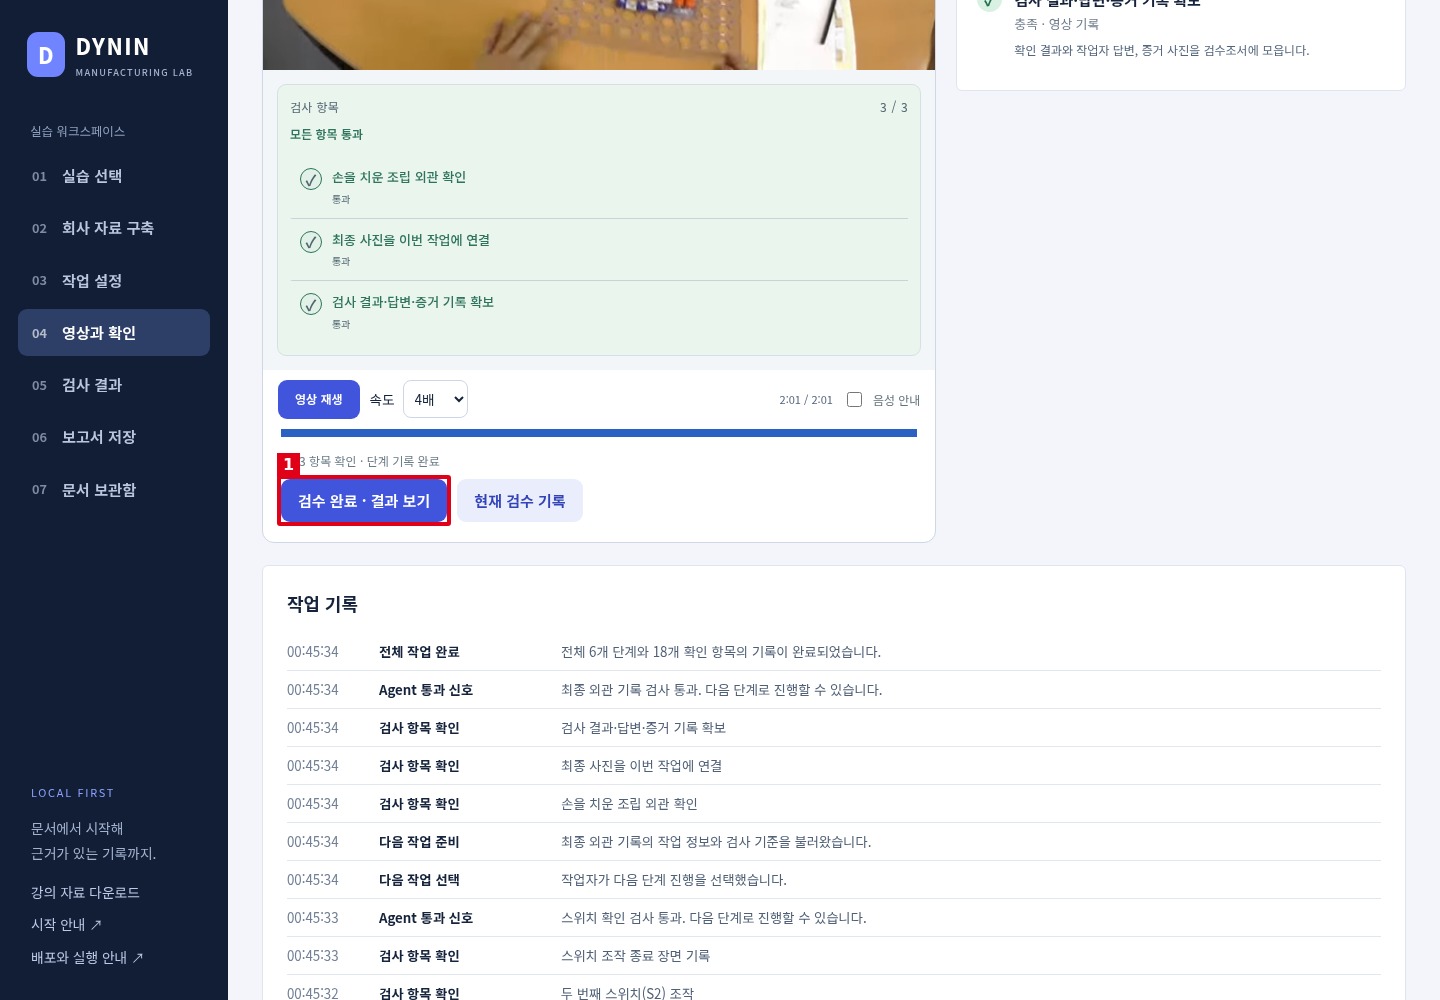 D
DYNIN
MANUFACTURING LAB
실습 워크스페이스
01 실습 선택
02 회사 자료 구축
03 작업 설정
04 영상과 확인
05 검사 결과
06 보고서 저장
07 문서 보관함
LOCAL FIRST
문서에서 시작해
근거가 있는 기록까지.
강의 자료 다운로드
시작 안내 ↗
배포와 실행 안내 ↗
검사 항목 3 / 3
모든 항목 통과
손을 치운 조립 외관 확인
통과
최종 사진을 이번 작업에 연결
통과
검사 결과·답변·증거 기록 확보
통과
영상 재생 속도 4배 2:01 / 2:01 음성 안내
1
3 항목 확인 · 단계 기록 완료
검수 완료 · 결과 보기 현재 검수 기록
검사 결과·답변·증거 기록 확보
충족 · 영상 기록
확인 결과와 작업자 답변, 증거 사진을 검수조서에 모읍니다.
작업 기록
00:45:34 전체 작업 완료 전체 6개 단계와 18개 확인 항목의 기록이 완료되었습니다.
00:45:34 Agent 통과 신호 최종 외관 기록 검사 통과. 다음 단계로 진행할 수 있습니다.
00:45:34 검사 항목 확인 검사 결과·답변·증거 기록 확보
00:45:34 검사 항목 확인 최종 사진을 이번 작업에 연결
00:45:34 검사 항목 확인 손을 치운 조립 외관 확인
00:45:34 다음 작업 준비 최종 외관 기록의 작업 정보와 검사 기준을 불러왔습니다.
00:45:34 다음 작업 선택 작업자가 다음 단계 진행을 선택했습니다.
00:45:33 Agent 통과 신호 스위치 확인 검사 통과. 다음 단계로 진행할 수 있습니다.
00:45:33 검사 항목 확인 스위치 조작 종료 장면 기록
00:45:32 검사 항목 확인 두 번째 스위치(S2) 조작